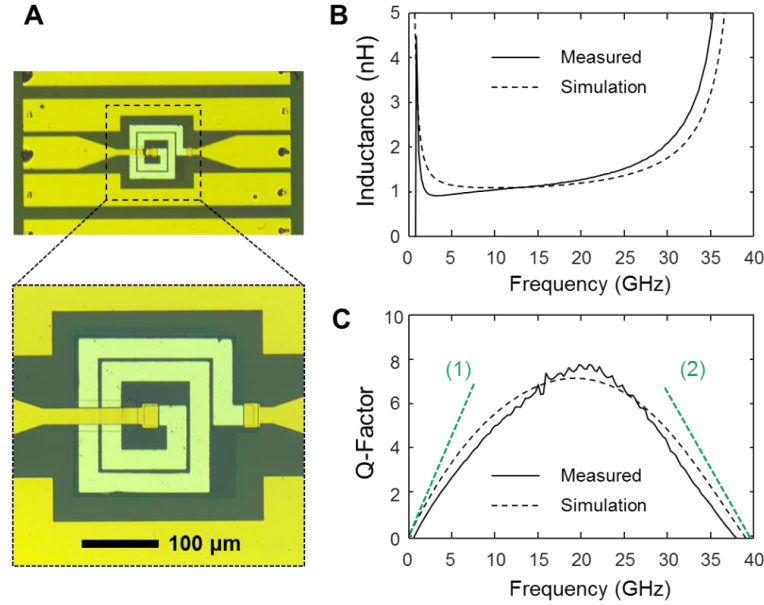 A
100 µm
B
5
4
3
2
1
0
Inductance (nH)
Measured
Simulation
0 5 10 15 20 25 30 35 40
Frequency (GHz)
C
10
8
6
4
2
0
Q-Factor
(1)
(2)
Measured
Simulation
0 5 10 15 20 25 30 35 40
Frequency (GHz)